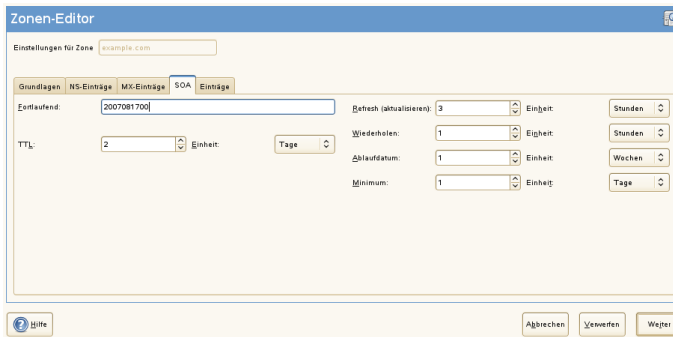 Zonen-Editor
Einstellungen für Zone example.com
Grundlagen NS-Einträge MX-Einträge SOA Einträge
Fortlaufend: 2007081700
TTL: 2 Einheit: Tage
Refresh (aktualisieren): 3 Einheit: Stunden
Wiederholen: 1 Einheit: Stunden
Ablaufdatum: 1 Einheit: Wochen
Minimum: 1 Einheit: Tage
Hilfe Abbrechen Verwerfen Weiter